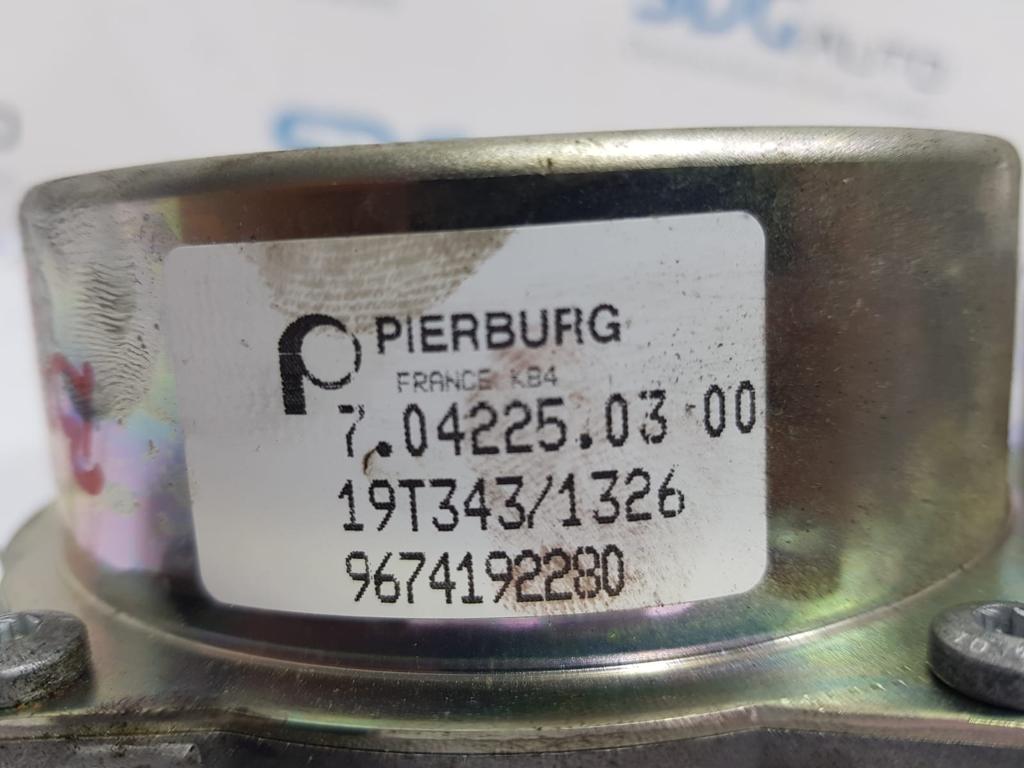 PIERBURG
FRANCE KB4
7.04225.03 00
19T343/1326
9674192280